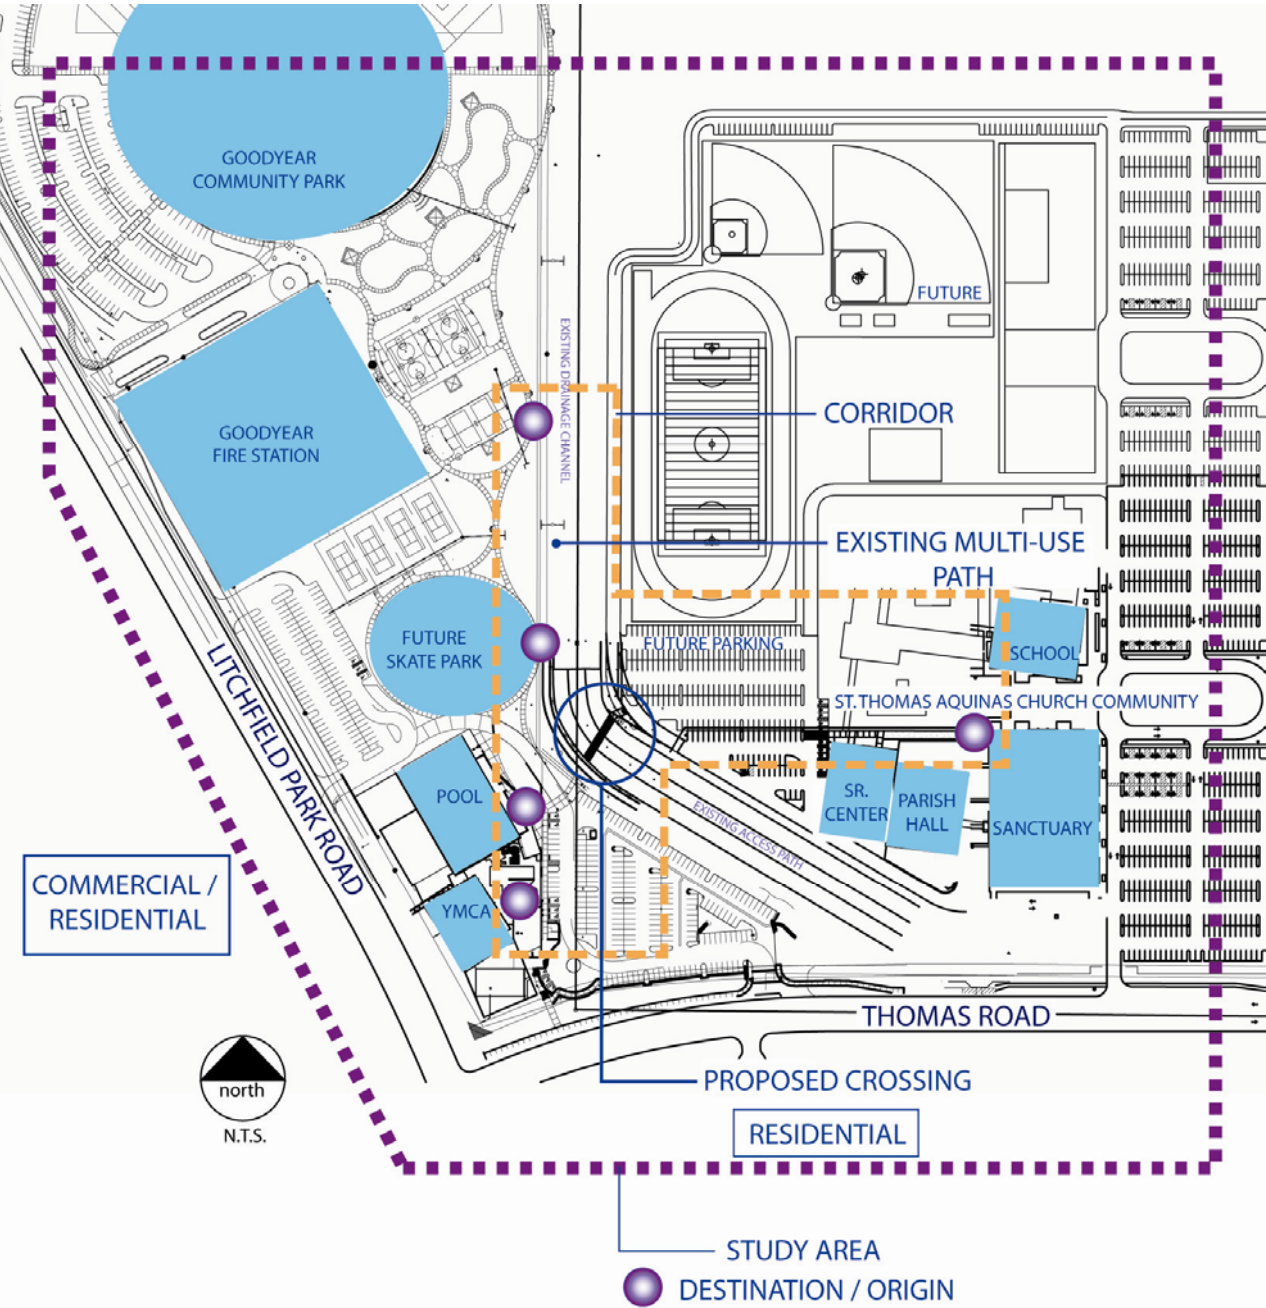 GOODYEAR
COMMUNITY PARK
FUTURE
EXISTING DRAINAGE CHANNEL
CORRIDOR
GOODYEAR
FIRE STATION
EXISTING MULTI-USE
PATH
FUTURE
SKATE PARK
FUTURE PARKING
SCHOOL
ST. THOMAS AQUINAS CHURCH COMMUNITY
LITCHFIELD PARK ROAD
POOL
SR.
CENTER
PARISH
HALL
SANCTUARY
EXISTING ACCESS PATH
COMMERCIAL /
RESIDENTIAL
YMCA
THOMAS ROAD
PROPOSED CROSSING
north
N.T.S.
RESIDENTIAL
STUDY AREA
DESTINATION / ORIGIN